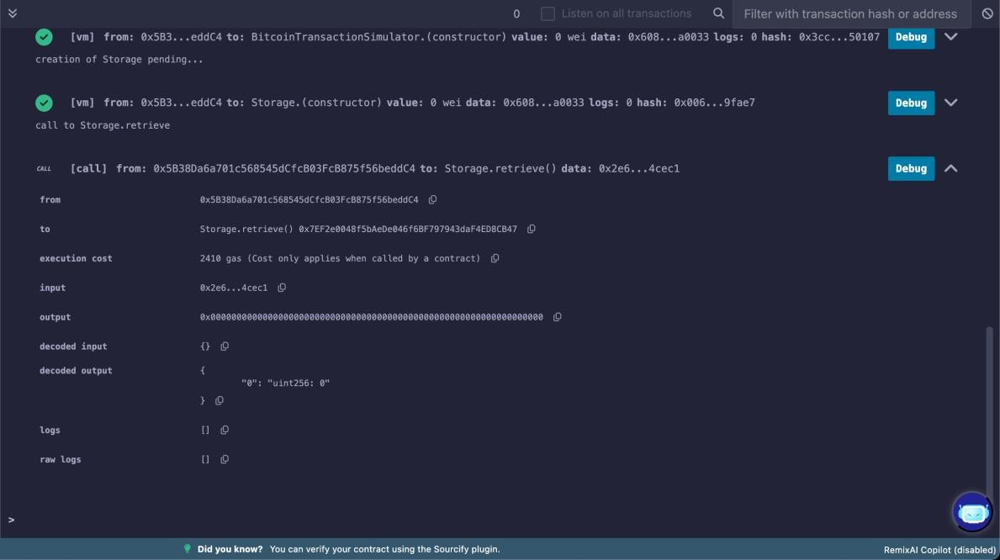 0 Listen on all transactions Filter with transaction hash or address
[vm] from: 0x5B3...eddC4 to: BitcoinTransactionSimulator.(constructor) value: 0 wei data: 0x608...a0033 logs: 0 hash: 0x3cc...50107 Debug
creation of Storage pending...
[vm] from: 0x5B3...eddC4 to: Storage.(constructor) value: 0 wei data: 0x608...a0033 logs: 0 hash: 0x006...9fae7 Debug
call to Storage.retrieve
CALL [call] from: 0x5B38Da6a701c568545dCfcB03FcB875f56beddC4 to: Storage.retrieve() data: 0x2e6...4cec1 Debug
from 0x5B38Da6a701c568545dCfcB03FcB875f56beddC4
to Storage.retrieve() 0x7EF2e0048f5bAeDe046f6BF797943daF4ED8CB47
execution cost 2410 gas (Cost only applies when called by a contract)
input 0x2e6...4cec1
output 0x0000000000000000000000000000000000000000000000000000000000000000
decoded input {}
decoded output {
"0": "uint256: 0"
}
logs []
raw logs []
>
Did you know? You can verify your contract using the Sourcify plugin.
RemixAI Copilot (disabled)